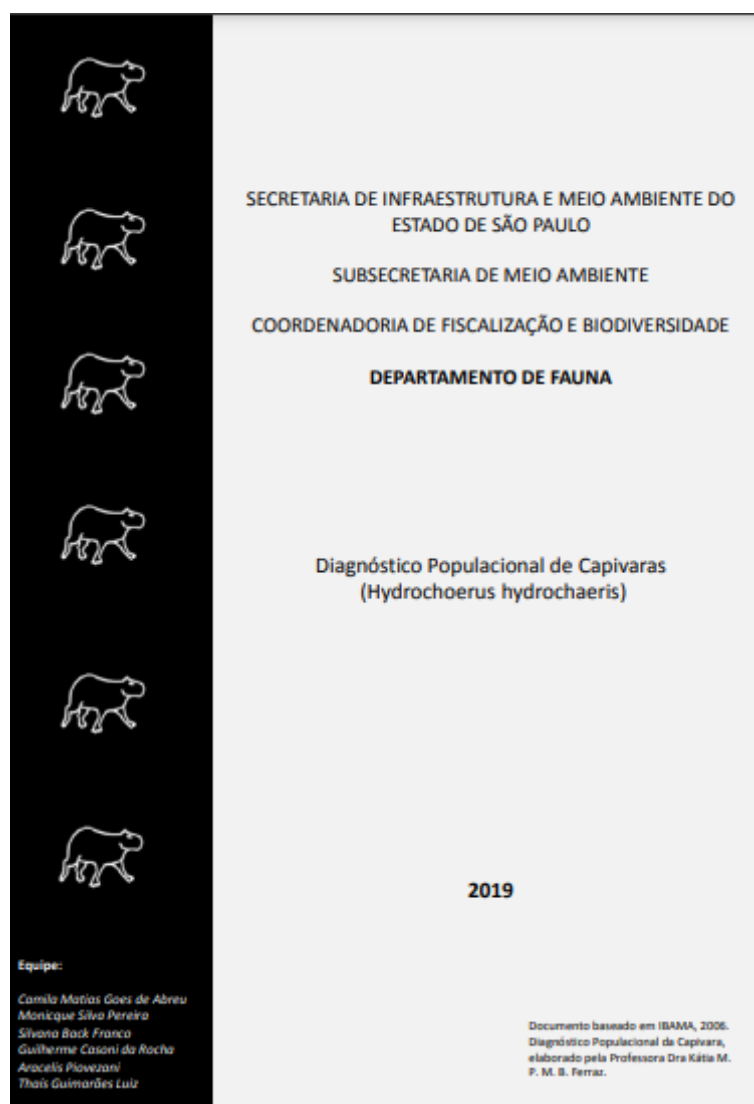 SECRETARIA DE INFRAESTRUTURA E MEIO AMBIENTE DO
ESTADO DE SÃO PAULO
SUBSECRETARIA DE MEIO AMBIENTE
COORDENADORIA DE FISCALIZAÇÃO E BIODIVERSIDADE
DEPARTAMENTO DE FAUNA
Diagnóstico Populacional de Capivaras
(Hydrochoerus hydrochaeris)
2019
Equipe:
Camila Matias Goes de Abreu
Monicque Silva Pereira
Silvana Back Franco
Guilherme Casoni da Rocha
Aracelis Piovezani
Thais Guimarães Luiz
Documento baseado em IBAMA, 2006.
Diagnóstico Populacional da Capivara,
elaborado pela Professora Dra Kátia M.
P. M. B. Ferraz.